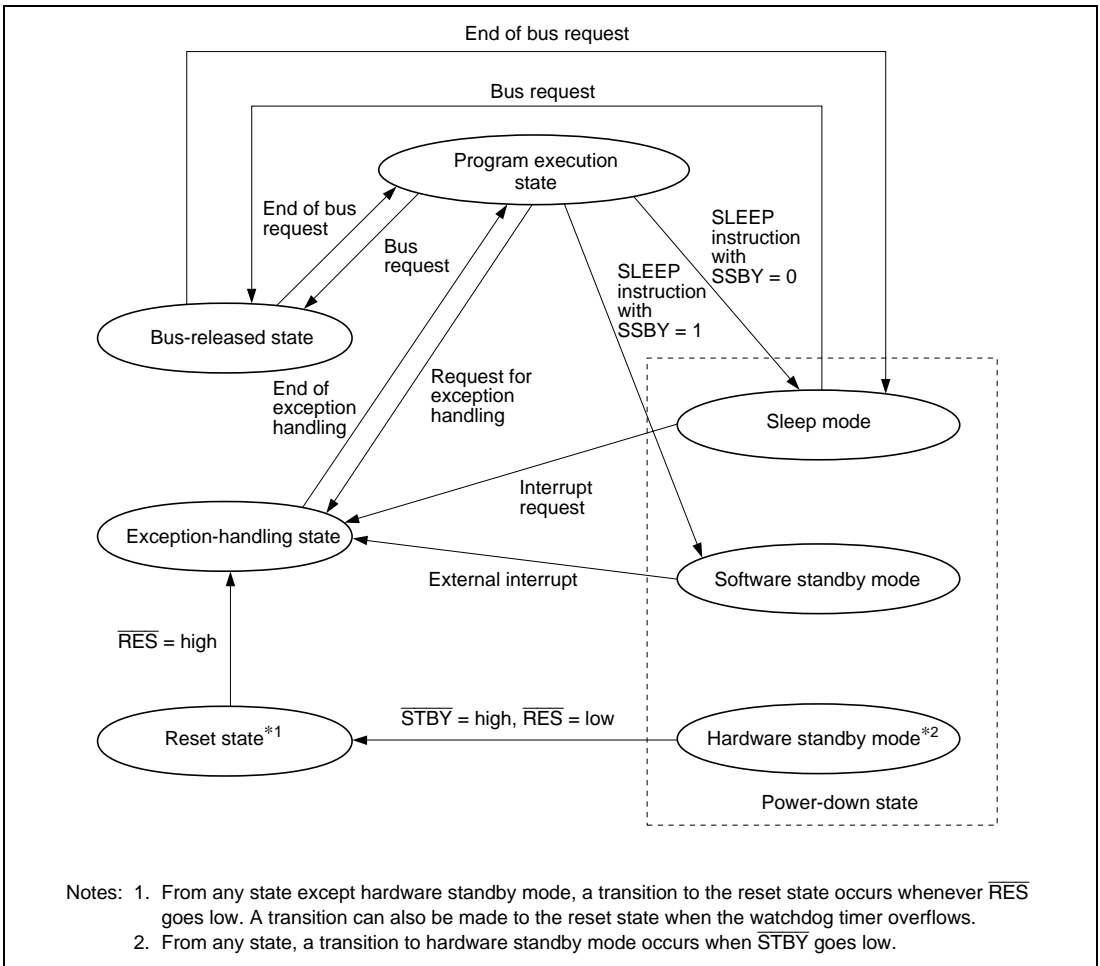 End of bus request
Bus request
Program execution
state
End of bus
request
Bus
request
SLEEP
instruction
with
SSBY = 0
SLEEP
instruction
with
SSBY = 1
Bus-released state
End of
exception
handling
Request for
exception
handling
Sleep mode
Interrupt
request
Exception-handling state
External interrupt
Software standby mode
R̅E̅S̅ = high
S̅T̅B̅Y̅ = high, R̅E̅S̅ = low
Reset state*1
Hardware standby mode*2
Power-down state
Notes: 1. From any state except hardware standby mode, a transition to the reset state occurs whenever R̅E̅S̅
goes low. A transition can also be made to the reset state when the watchdog timer overflows.
2. From any state, a transition to hardware standby mode occurs when S̅T̅B̅Y̅ goes low.